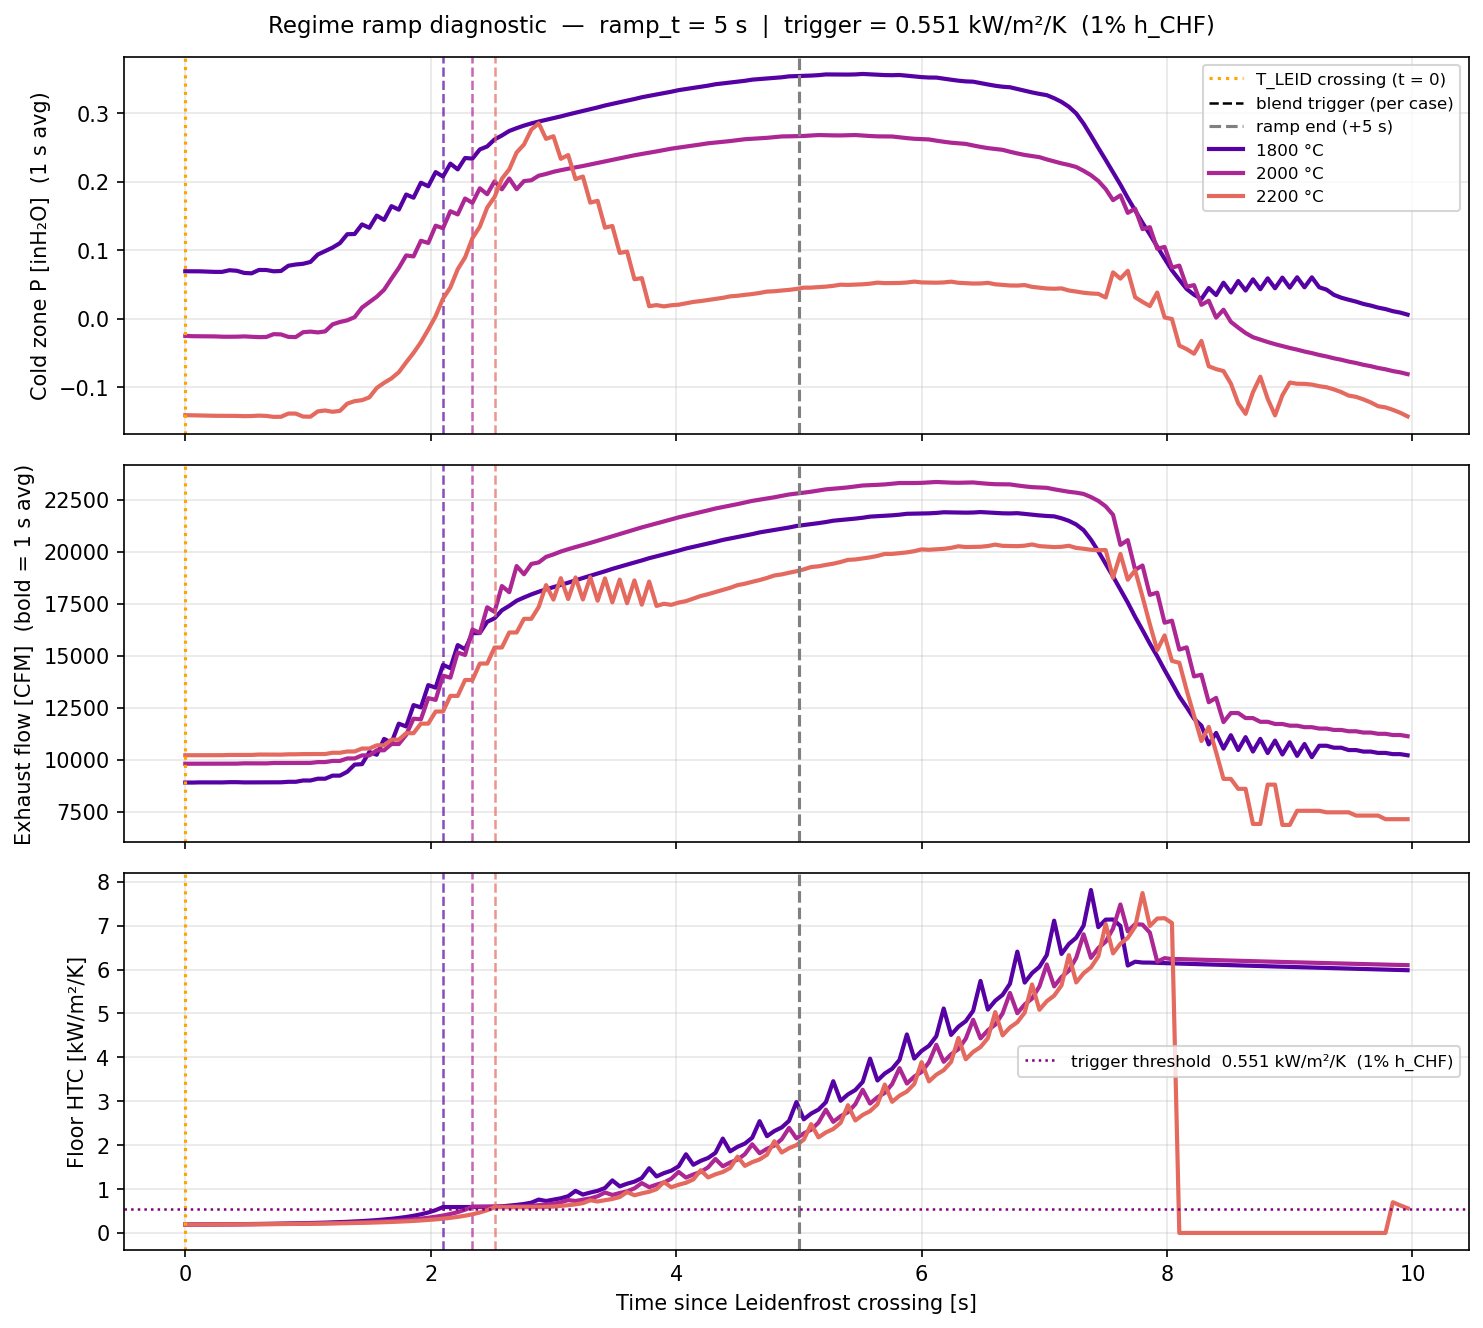 Regime ramp diagnostic — ramp_t = 5 s | trigger = 0.551 kW/m²/K (1% h_CHF)
Cold zone P [inH₂O] (1 s avg)
0.3
0.2
0.1
0.0
−0.1
T_LEID crossing (t = 0)
blend trigger (per case)
ramp end (+5 s)
1800 °C
2000 °C
2200 °C
Exhaust flow [CFM] (bold = 1 s avg)
22500
20000
17500
15000
12500
10000
7500
Floor HTC [kW/m²/K]
8
7
6
5
4
3
2
1
0
trigger threshold 0.551 kW/m²/K (1% h_CHF)
0
2
4
6
8
10
Time since Leidenfrost crossing [s]